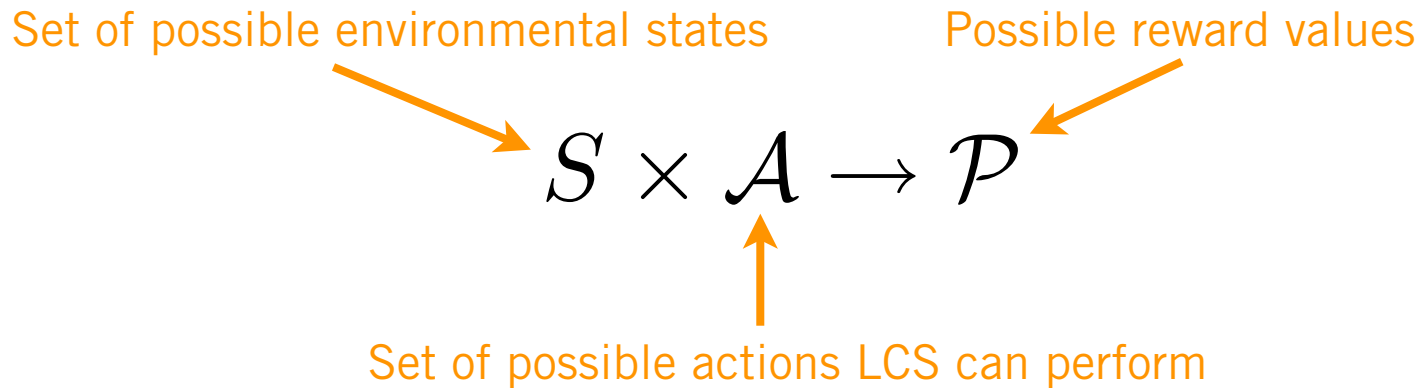 Set of possible environmental states
Possible reward values
S × 𝒜 → 𝒫
Set of possible actions LCS can perform